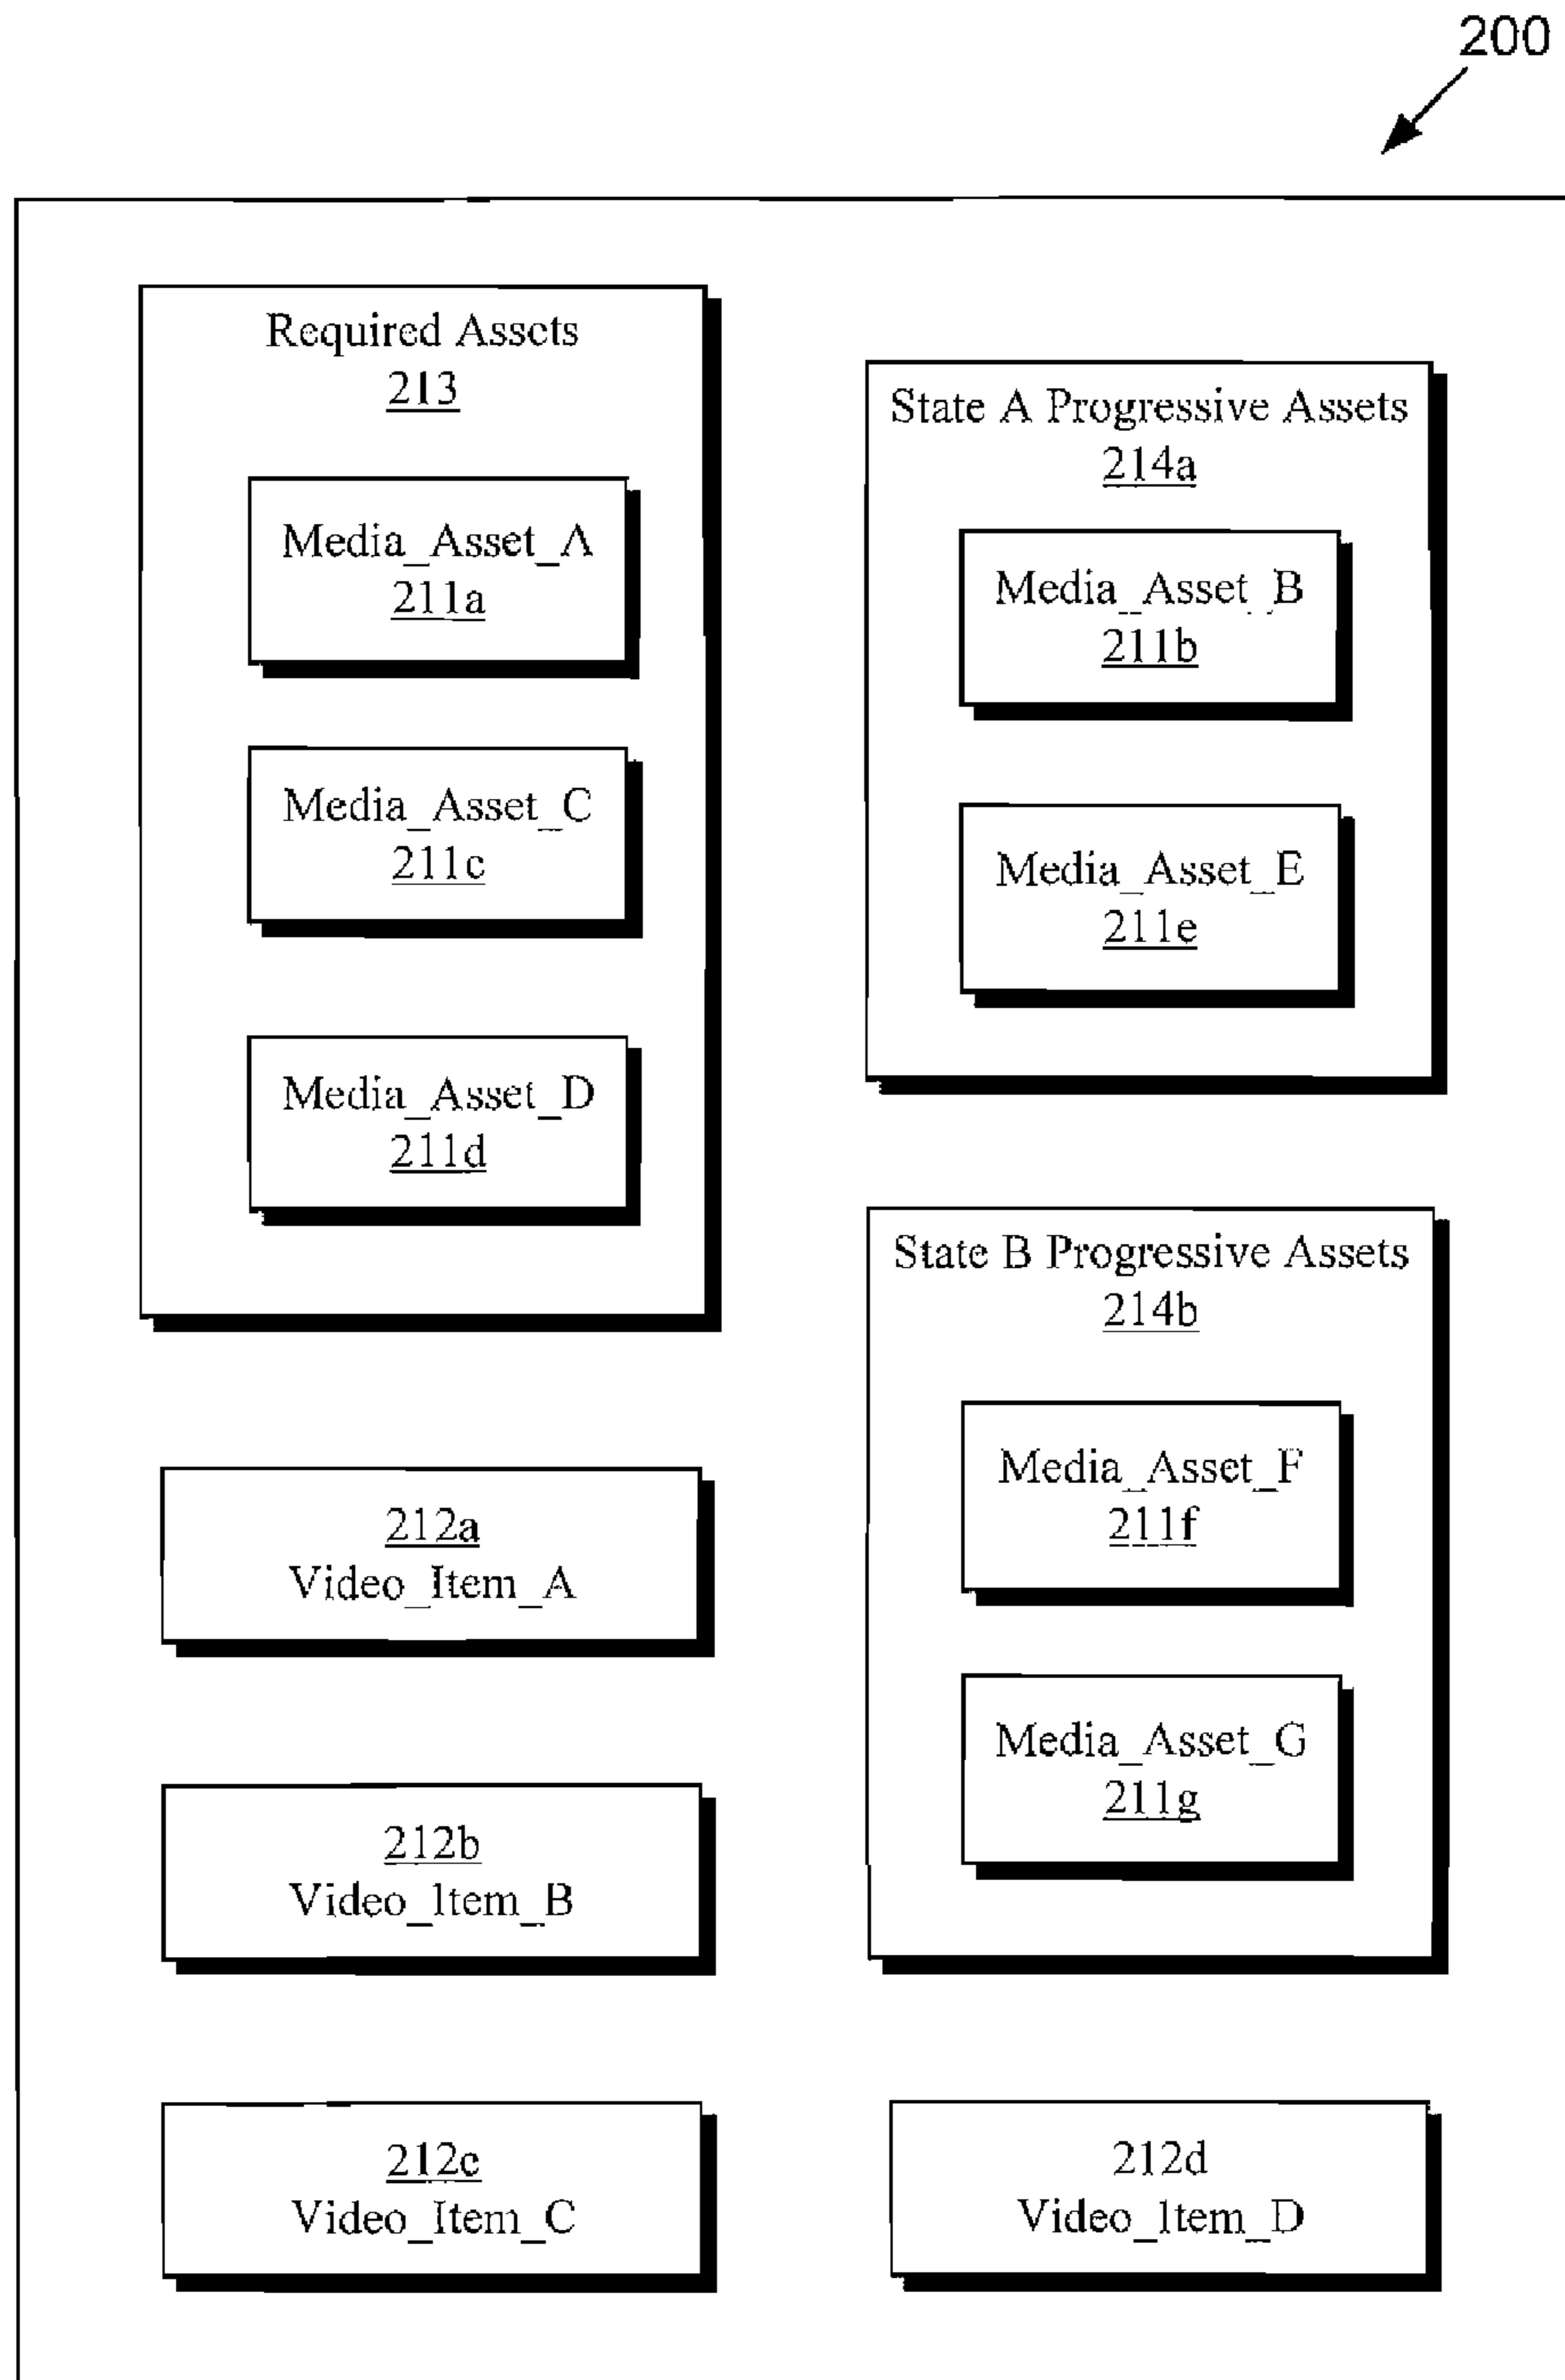 200
Required Assets
213
Media_Asset_A
211a
Media_Asset_C
211c
Media_Asset_D
211d
State A Progressive Assets
214a
Media_Asset_B
211b
Media_Asset_E
211e
State B Progressive Assets
214b
Media_Asset_F
211f
Media_Asset_G
211g
212a
Video_Item_A
212b
Video_Item_B
212c
Video_Item_C
212d
Video_Item_D